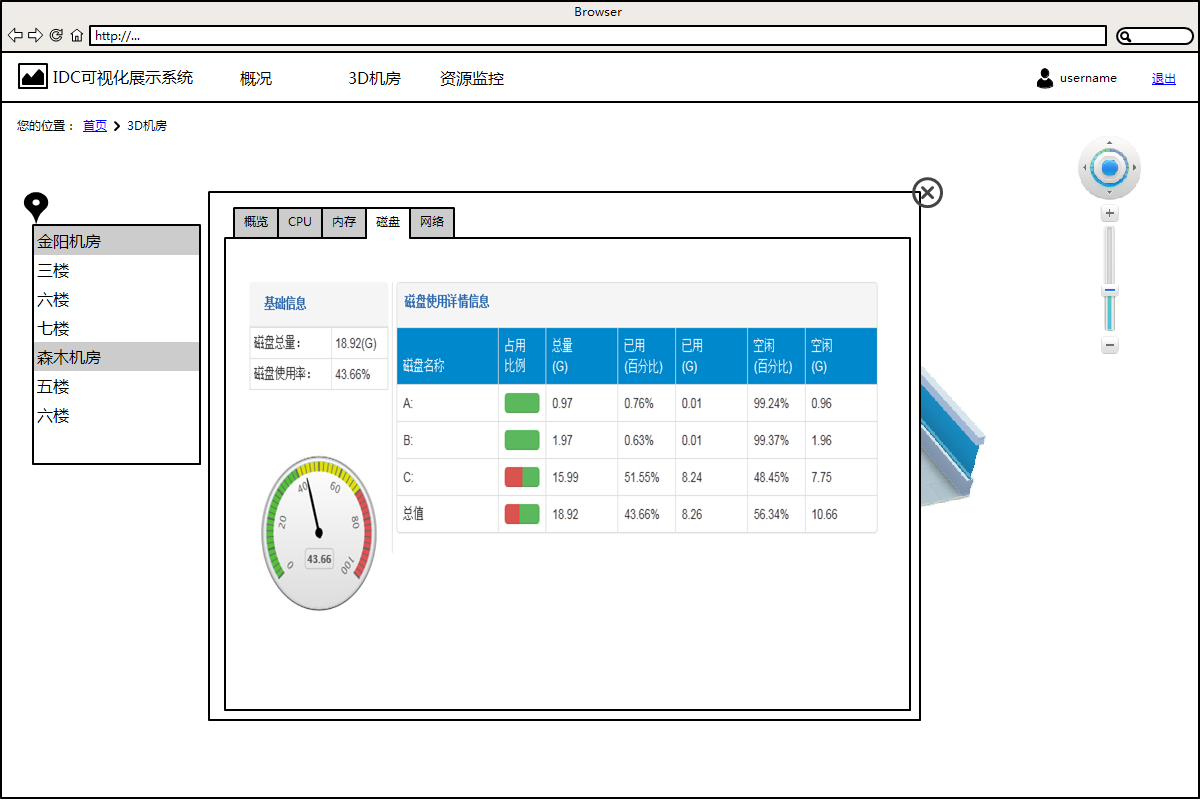 Browser
http://...
IDC可视化展示系统 概况 3D机房 资源监控 username 退出
您的位置： 首页 3D机房
金阳机房
三楼
六楼
七楼
森木机房
五楼
六楼
概览 CPU 内存 磁盘 网络
基础信息
磁盘总量： 18.92(G)
磁盘使用率： 43.66%
0 20 40 60 80 100
43.66
磁盘使用详情信息
磁盘名称 占用比例 总量(G) 已用(百分比) 已用(G) 空闲(百分比) 空闲(G)
A: 0.97 0.76% 0.01 99.24% 0.96
B: 1.97 0.63% 0.01 99.37% 1.96
C: 15.99 51.55% 8.24 48.45% 7.75
总值 18.92 43.66% 8.26 56.34% 10.66